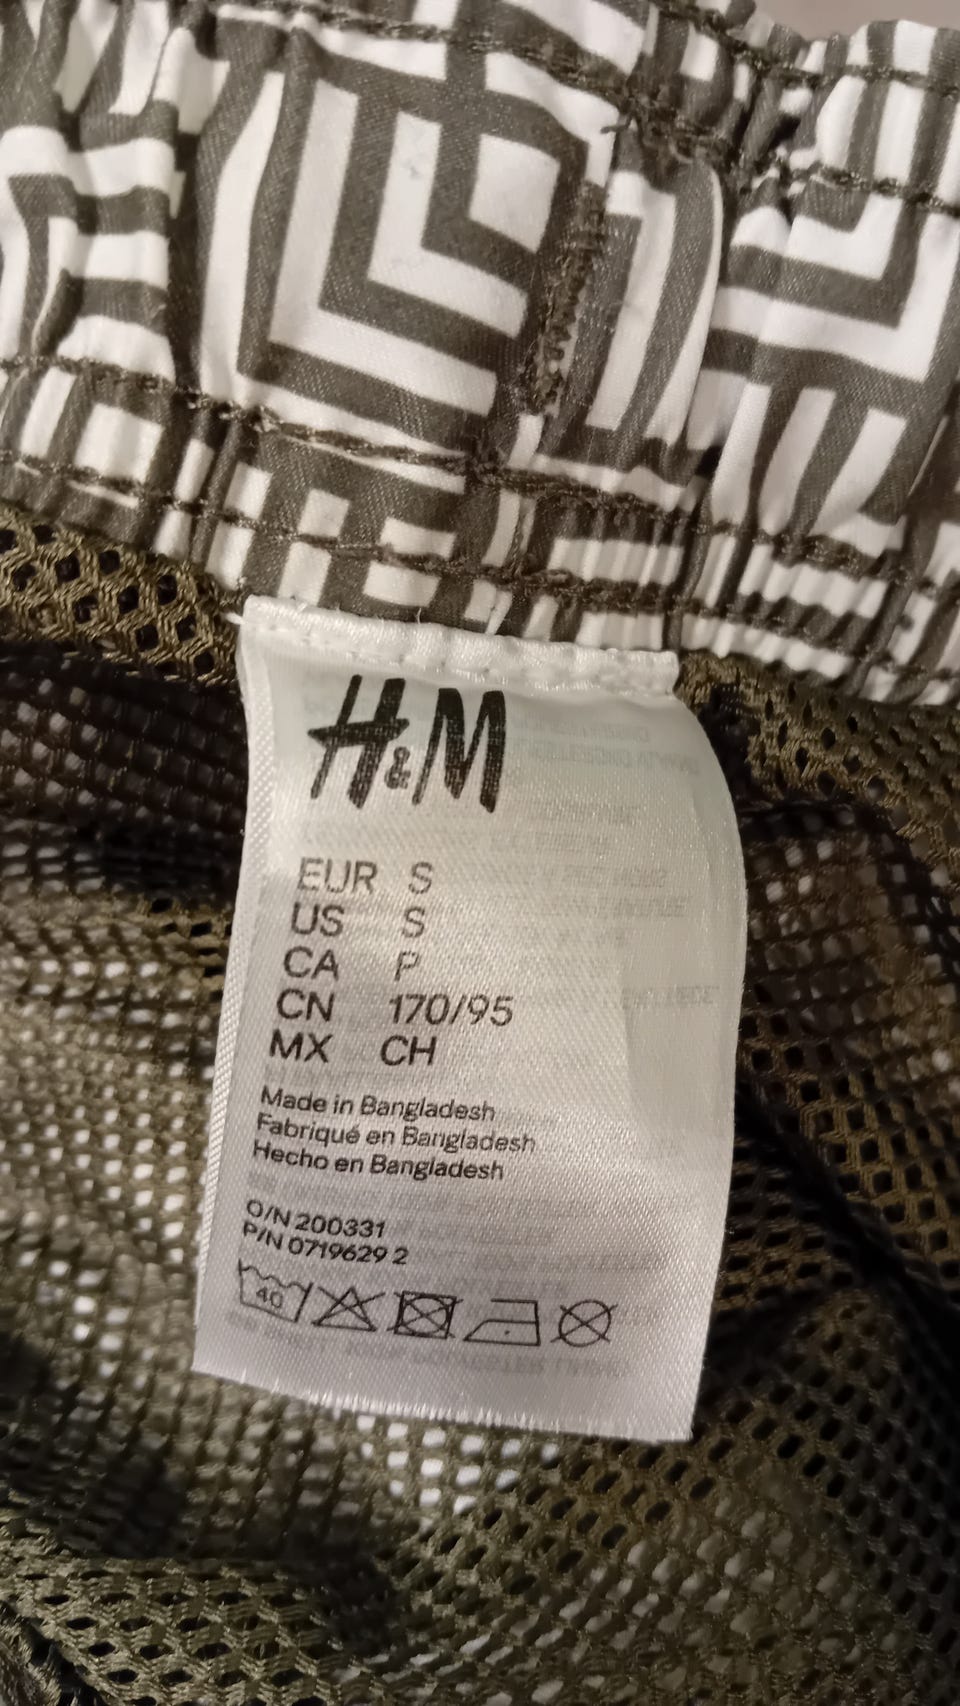 H&M
EUR S
US S
CA P
CN 170/95
MX CH
Made in Bangladesh
Fabriqué en Bangladesh
Hecho en Bangladesh
O/N 200331
P/N 0719629 2
40